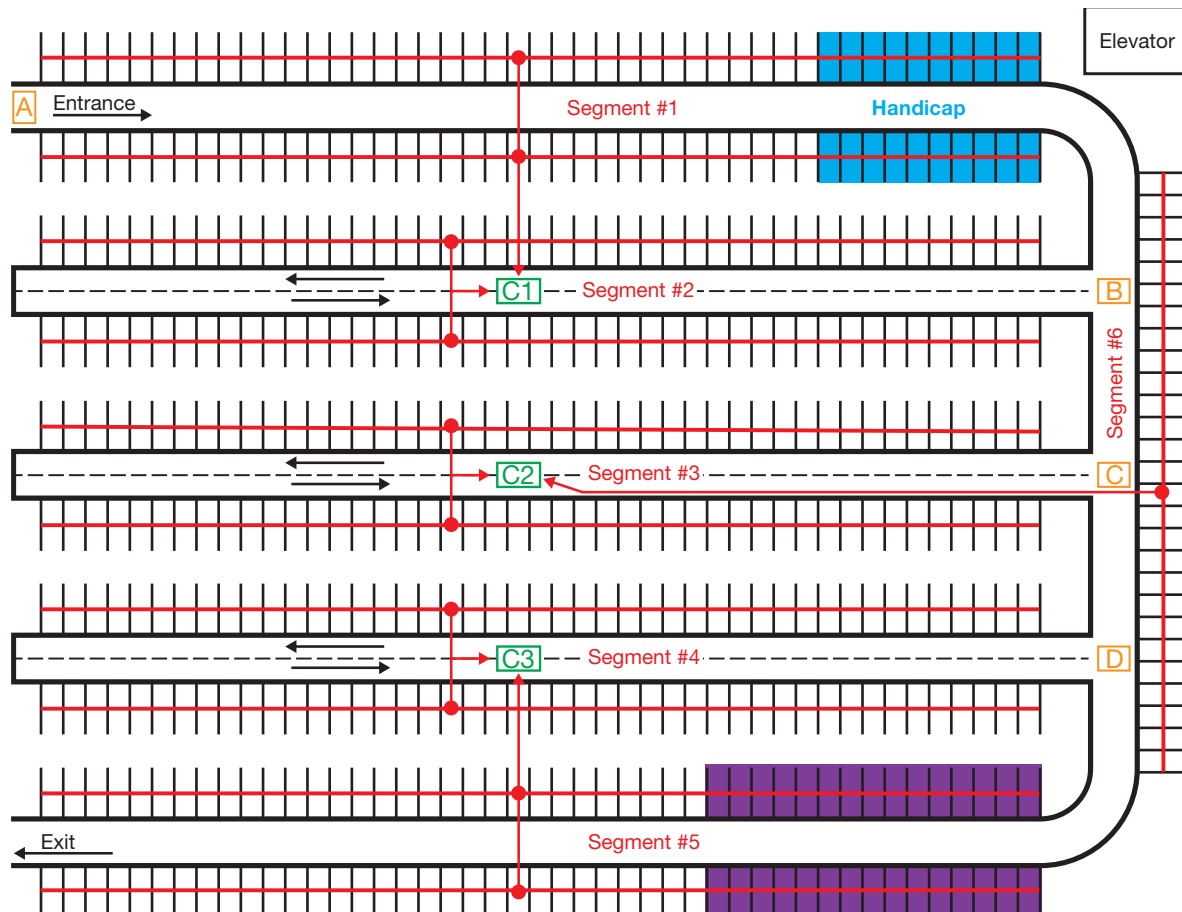 Elevator
A
Entrance
Segment #1
Handicap
C1
Segment #2
B
Segment #6
C2
Segment #3
C
C3
Segment #4
D
Exit
Segment #5